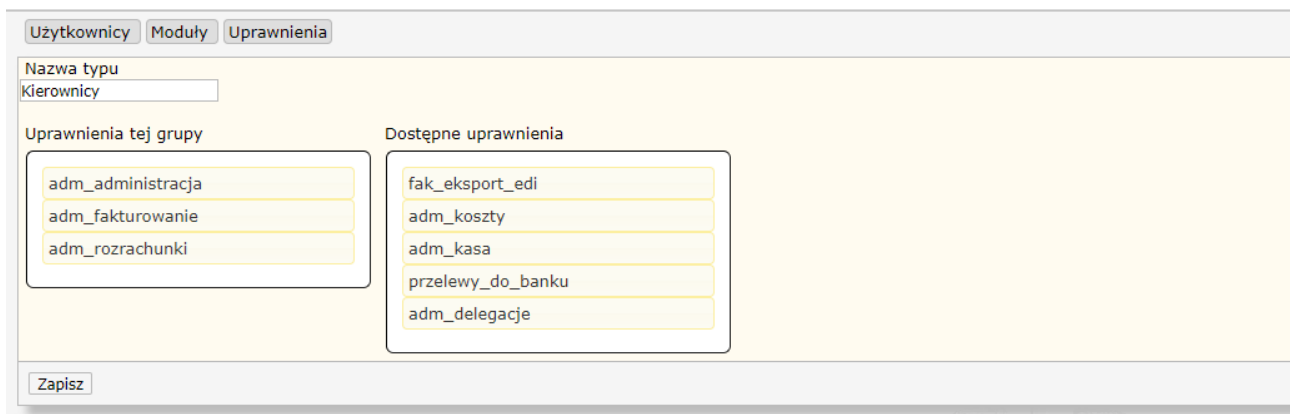 Użytkownicy Moduły Uprawnienia
Nazwa typu
Kierownicy
Uprawnienia tej grupy
adm_administracja
adm_fakturowanie
adm_rozrachunki
Dostępne uprawnienia
fak_eksport_edi
adm_koszty
adm_kasa
przelewy_do_banku
adm_delegacje
Zapisz